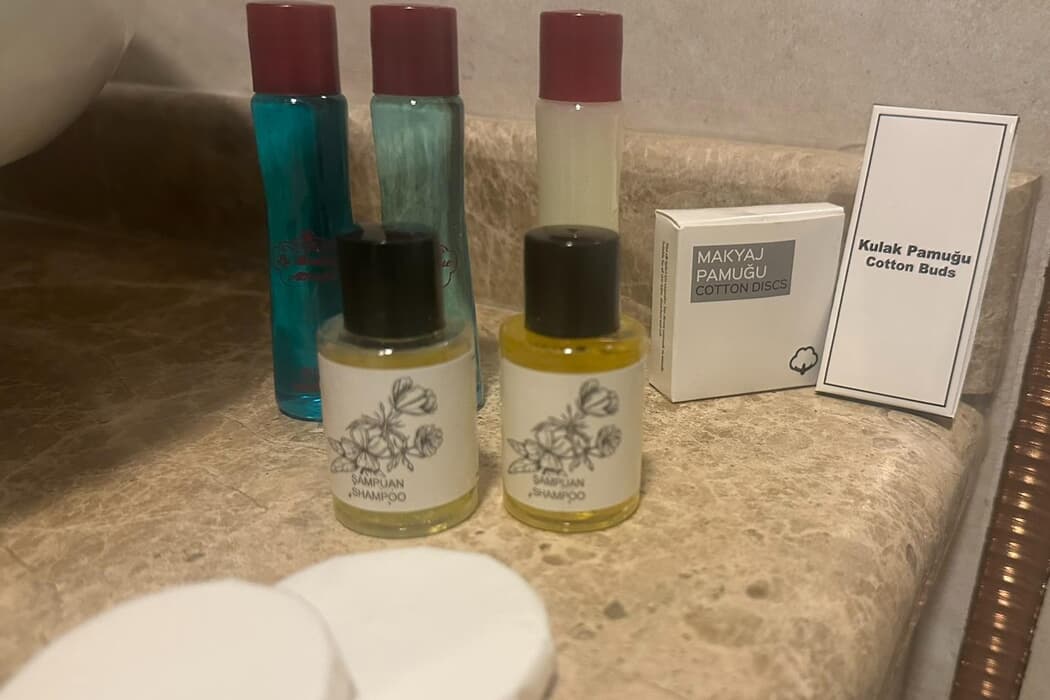 MAKYAJ
PAMUĞU
COTTON DISCS
Kulak Pamuğu
Cotton Buds
ŞAMPUAN
SHAMPOO
ŞAMPUAN
SHAMPOO